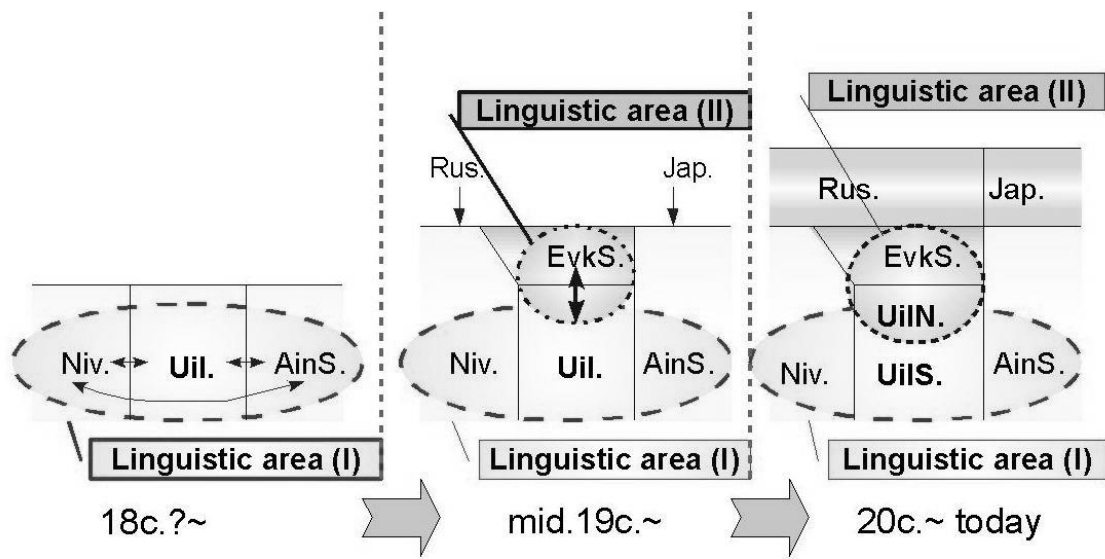 Linguistic area (II)
Linguistic area (II)
Rus.
Jap.
Rus.
Jap.
EvkS.
EvkS.
UilN.
Niv.
Uil.
AinS.
Niv.
Uil.
AinS.
Niv.
UilS.
AinS.
Linguistic area (I)
Linguistic area (I)
Linguistic area (I)
18c.?~
mid.19c.~
20c.~ today